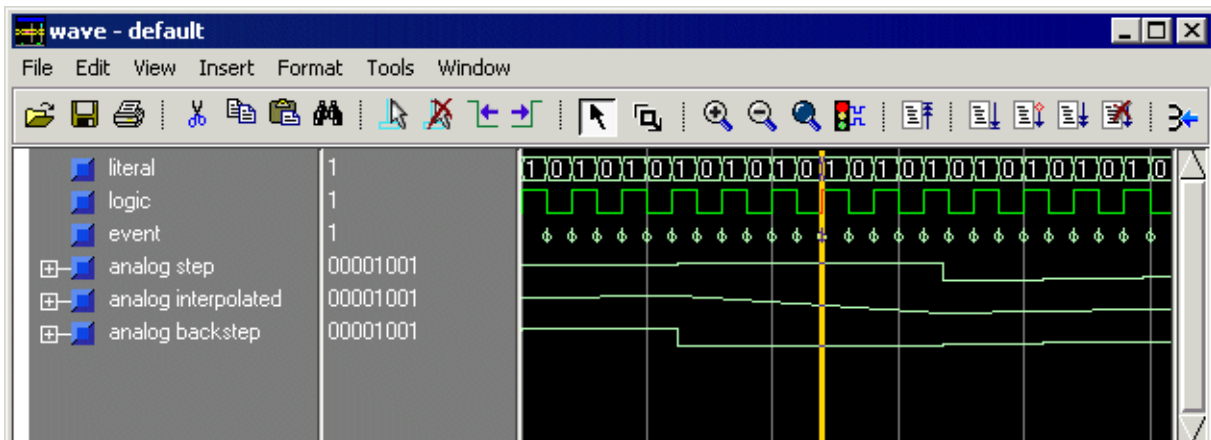 wave - default
File Edit View Insert Format Tools Window
literal 1 1 0 1 0 1 0 1 0 1 0 1 0 1 0 1 0 1 0 1 0 1 0 1 0 1 0
logic 1
event 1
analog step 00001001
analog interpolated 00001001
analog backstep 00001001